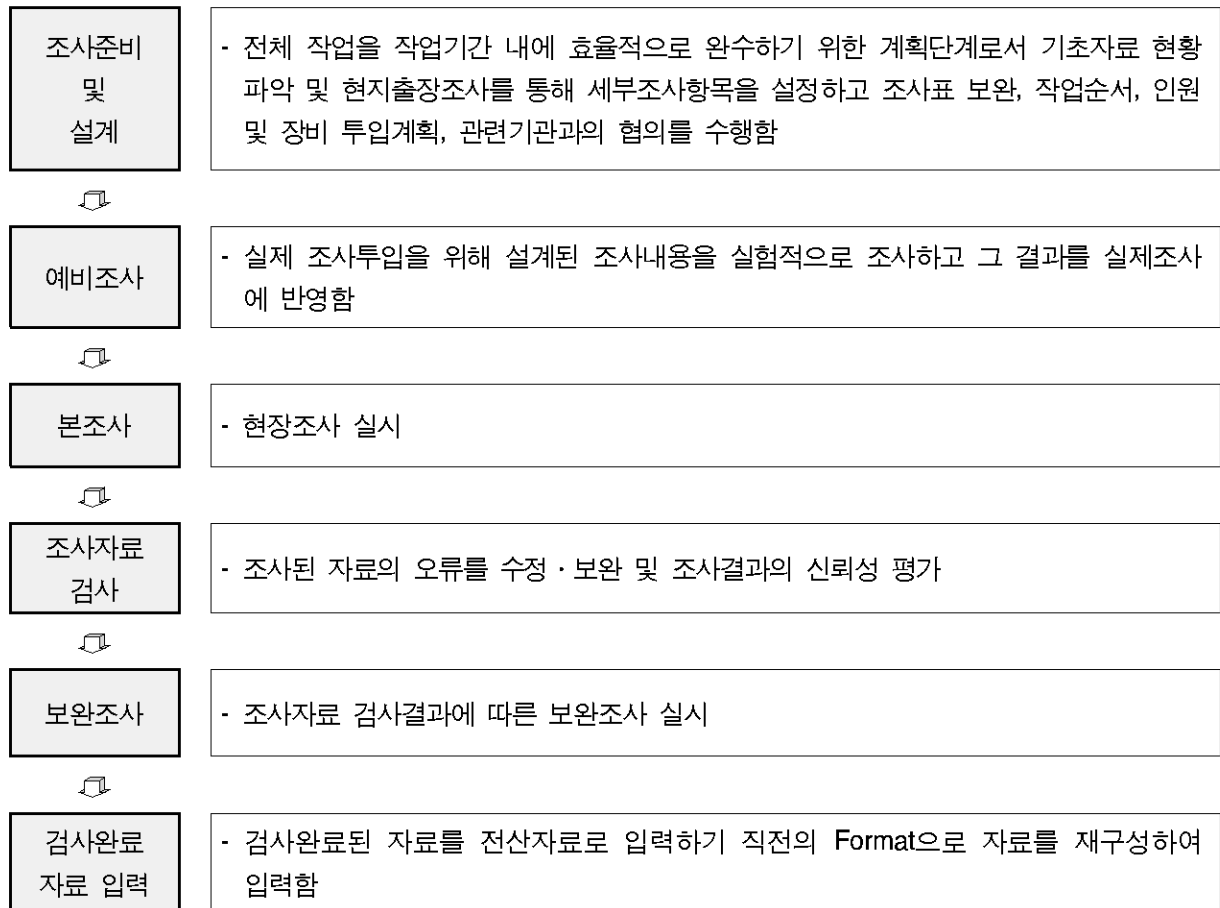 조사준비
및
설계
- 전체 작업을 작업기간 내에 효율적으로 완수하기 위한 계획단계로서 기초자료 현황
파악 및 현지출장조사를 통해 세부조사항목을 설정하고 조사표 보완, 작업순서, 인원
및 장비 투입계획, 관련기관과의 협의를 수행함
예비조사
- 실제 조사투입을 위해 설계된 조사내용을 실험적으로 조사하고 그 결과를 실제조사
에 반영함
본조사
- 현장조사 실시
조사자료
검사
- 조사된 자료의 오류를 수정 · 보완 및 조사결과의 신뢰성 평가
보완조사
- 조사자료 검사결과에 따른 보완조사 실시
검사완료
자료 입력
- 검사완료된 자료를 전산자료로 입력하기 직전의 Format으로 자료를 재구성하여
입력함